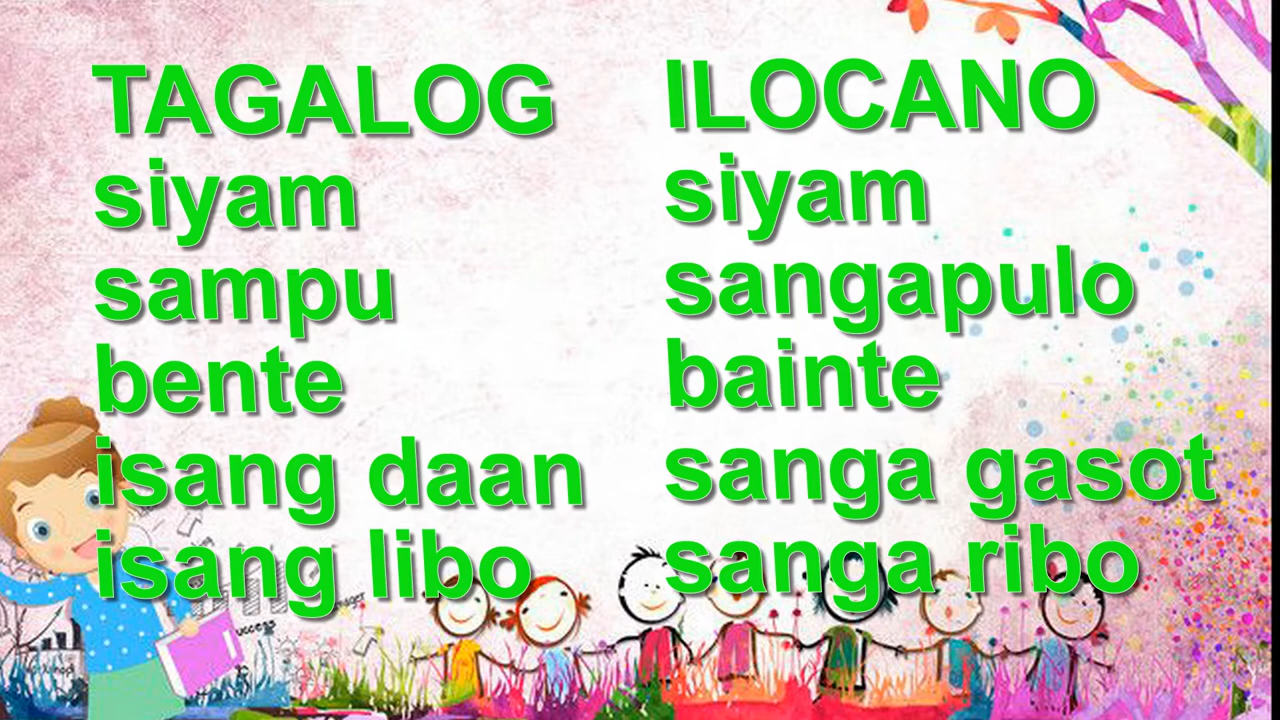 TAGALOG
siyam
sampu
bente
isang daan
isang libo
ILOCANO
siyam
sangapulo
bainte
sanga gasot
sanga ribo